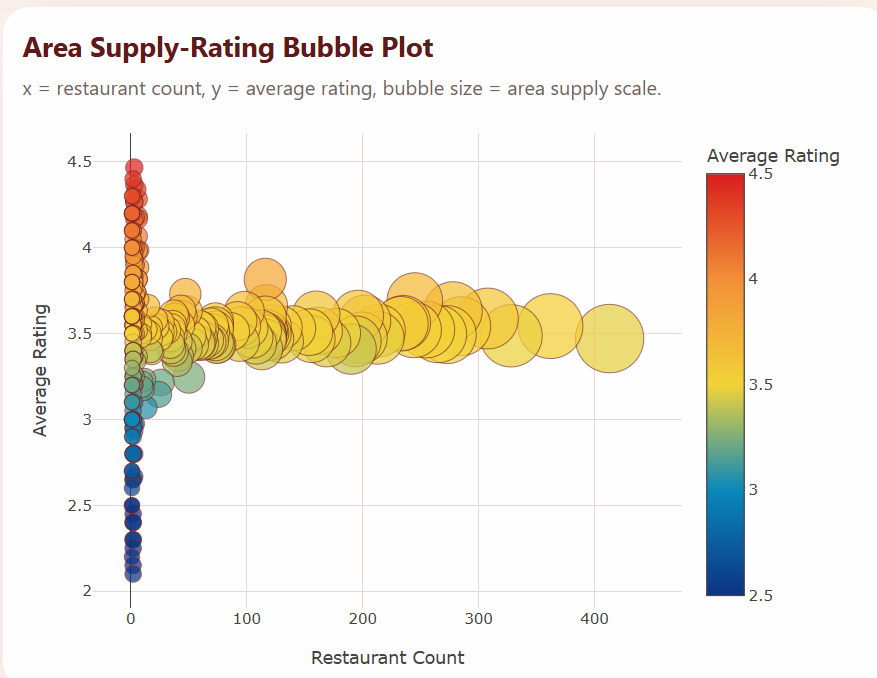 Area Supply-Rating Bubble Plot
x = restaurant count, y = average rating, bubble size = area supply scale.
Average Rating
4.5
4
3.5
3
2.5
2
0 100 200 300 400
Restaurant Count
Average Rating
4.5
4
3.5
3
2.5